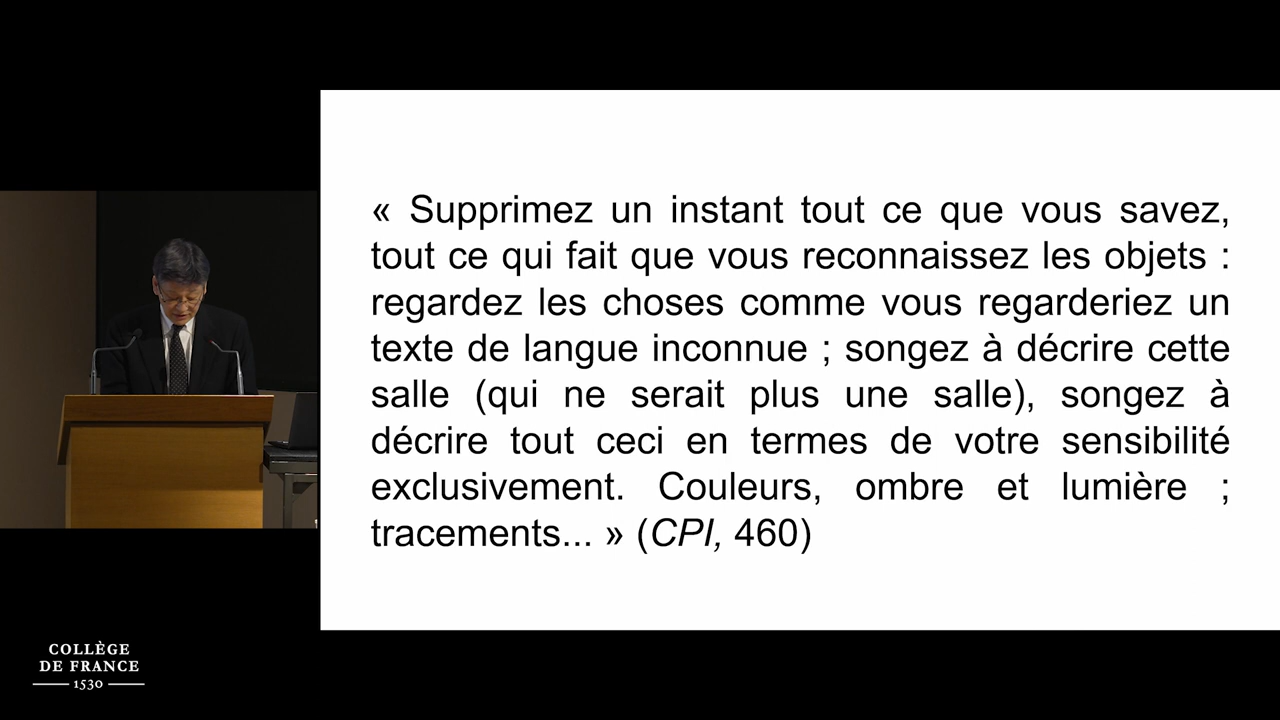 « Supprimez un instant tout ce que vous savez,
tout ce qui fait que vous reconnaissez les objets :
regardez les choses comme vous regarderiez un
texte de langue inconnue ; songez à décrire cette
salle (qui ne serait plus une salle), songez à
décrire tout ceci en termes de votre sensibilité
exclusivement. Couleurs, ombre et lumière ;
tracements... » (CPI, 460)
COLLÈGE
DE FRANCE
1530